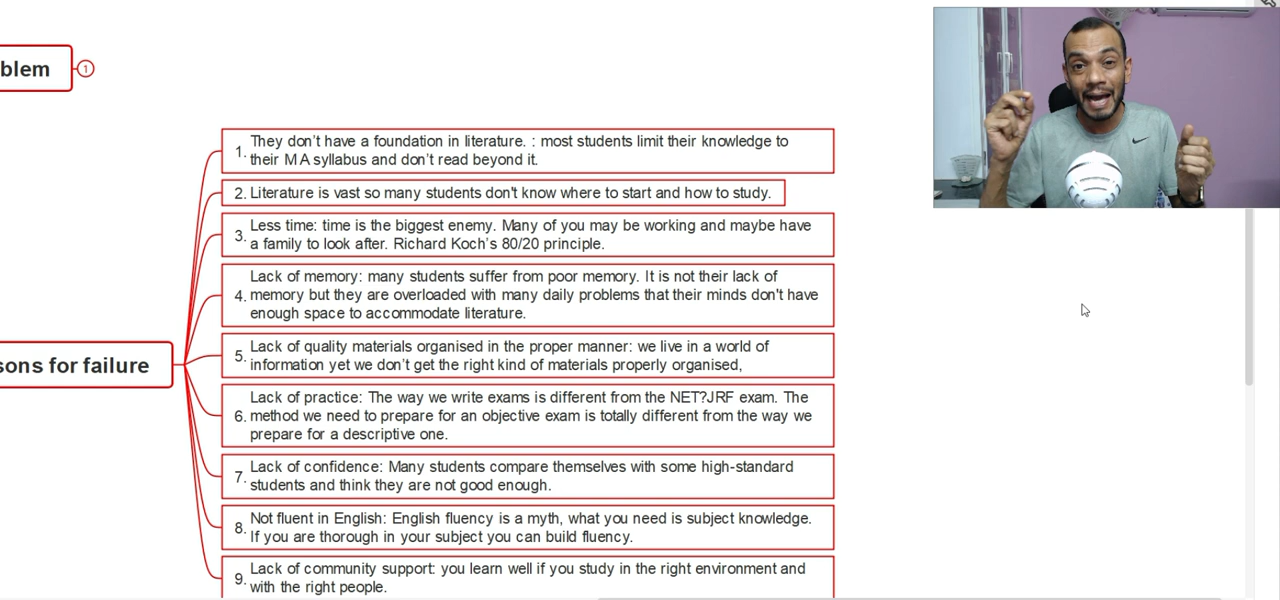 blem
1
1. They don't have a foundation in literature. : most students limit their knowledge to
their M A syllabus and don't read beyond it.
2. Literature is vast so many students don't know where to start and how to study.
3. Less time: time is the biggest enemy. Many of you may be working and maybe have
a family to look after. Richard Koch's 80/20 principle.
4. Lack of memory: many students suffer from poor memory. It is not their lack of
memory but they are overloaded with many daily problems that their minds don't have
enough space to accommodate literature.
sons for failure
5. Lack of quality materials organised in the proper manner: we live in a world of
information yet we don't get the right kind of materials properly organised,
6. Lack of practice: The way we write exams is different from the NET?JRF exam. The
method we need to prepare for an objective exam is totally different from the way we
prepare for a descriptive one.
7. Lack of confidence: Many students compare themselves with some high-standard
students and think they are not good enough.
8. Not fluent in English: English fluency is a myth, what you need is subject knowledge.
If you are thorough in your subject you can build fluency.
9. Lack of community support: you learn well if you study in the right environment and
with the right people.